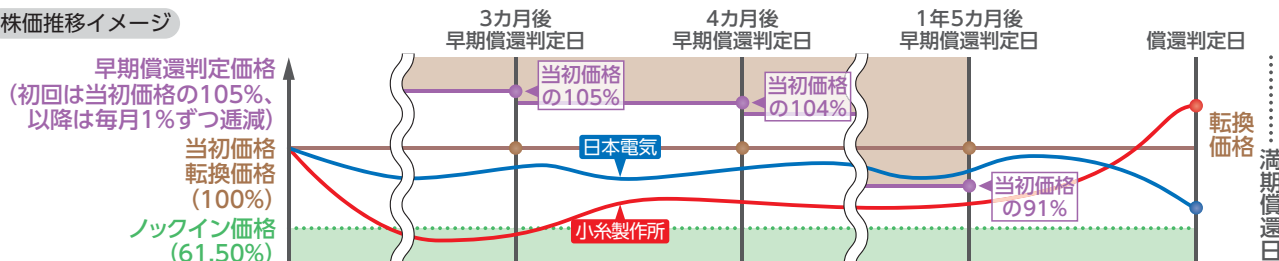 株価推移イメージ
3カ月後
早期償還判定日
4カ月後
早期償還判定日
1年5カ月後
早期償還判定日
償還判定日
早期償還判定価格
(初回は当初価格の105%、
以降は毎月1%ずつ逓減)
当初価格
の105%
当初価格
の104%
当初価格
転換価格
(100%)
日本電気
転換
価格
当初価格
の91%
ノックイン価格
(61.50%)
小糸製作所
満期償還日